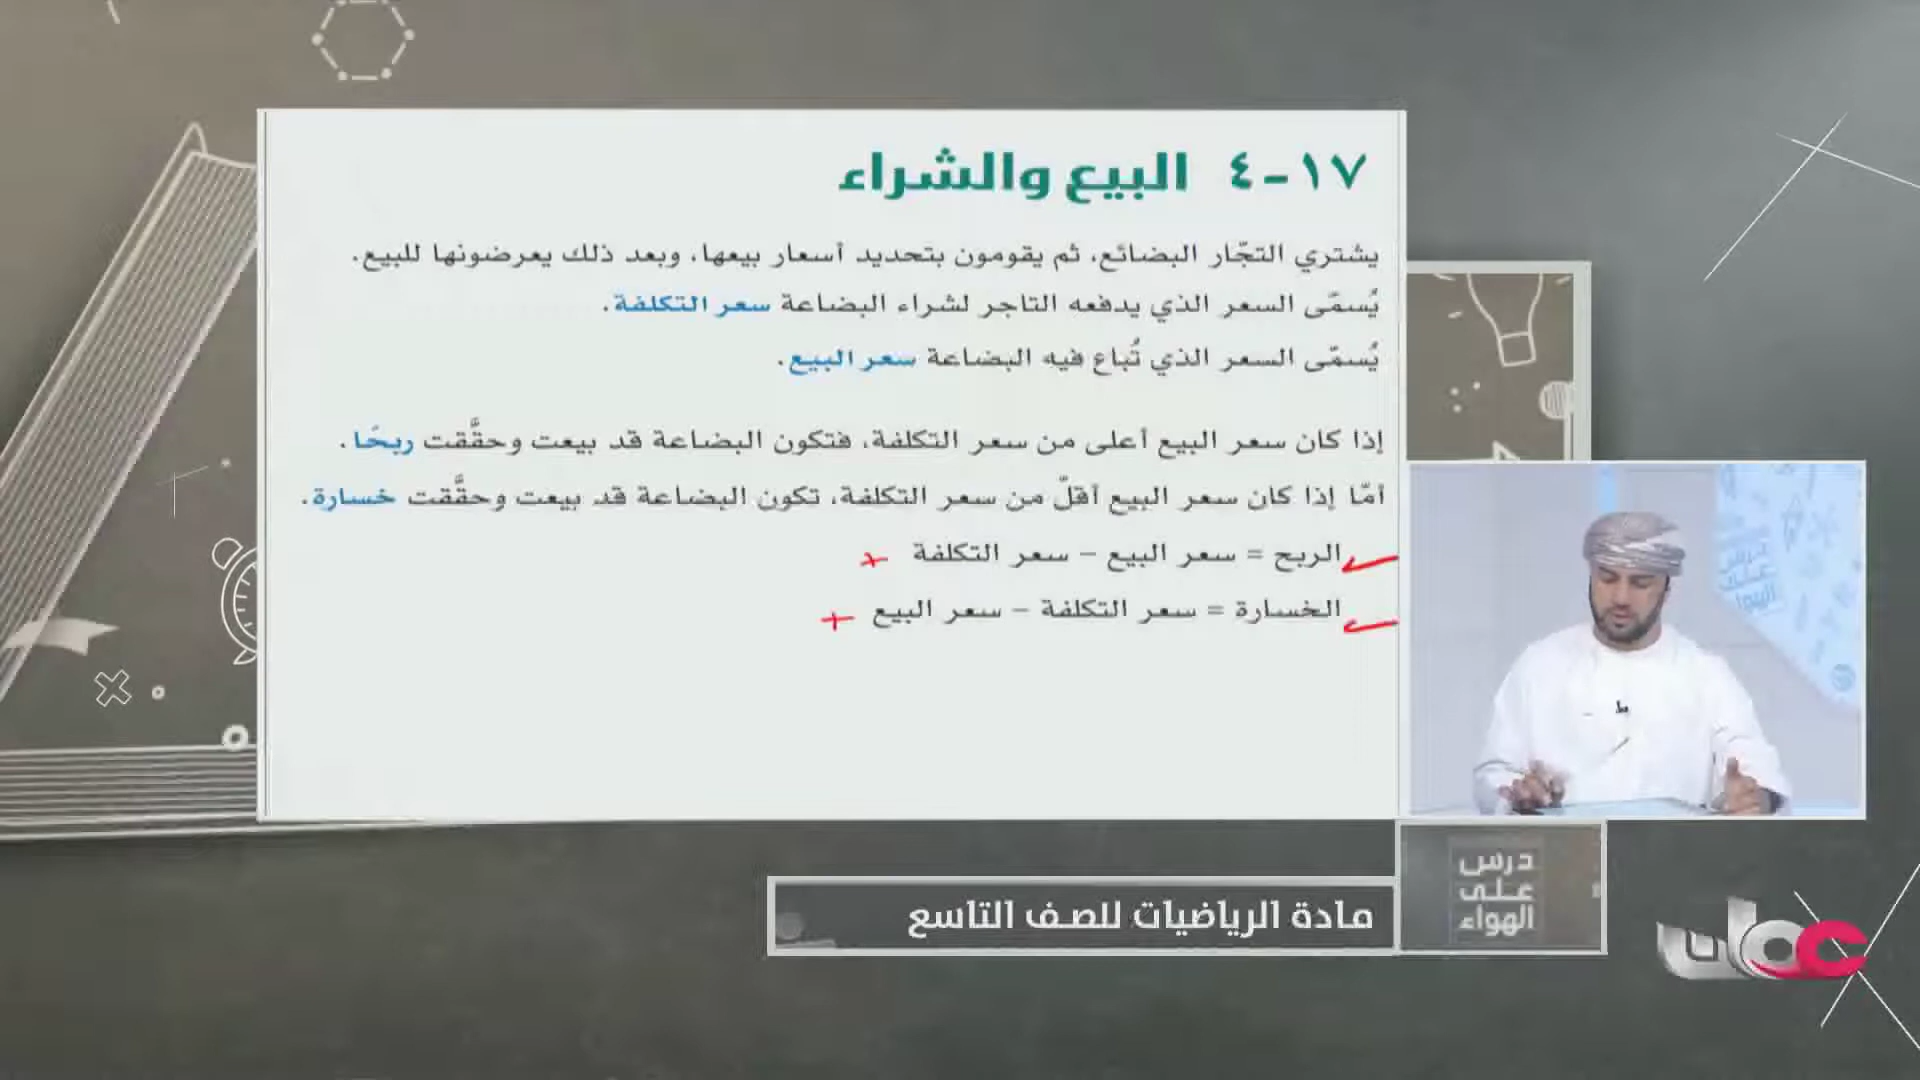 ١٧-٤ البيع والشراء
يشتري التجّار البضائع، ثم يقومون بتحديد أسعار بيعها، وبعد ذلك يعرضونها للبيع.
يُسمّى السعر الذي يدفعه التاجر لشراء البضاعة سعر التكلفة.
يُسمّى السعر الذي تُباع فيه البضاعة سعر البيع.
إذا كان سعر البيع أعلى من سعر التكلفة، فتكون البضاعة قد بيعت وحقَّقت ربحًا.
أمّا إذا كان سعر البيع أقلّ من سعر التكلفة، تكون البضاعة قد بيعت وحقَّقت خسارة.
الربح = سعر البيع – سعر التكلفة +
الخسارة = سعر التكلفة – سعر البيع +
درس
على
الهواء
مادة الرياضيات للصف التاسع
درس
على
الهواء
عمان